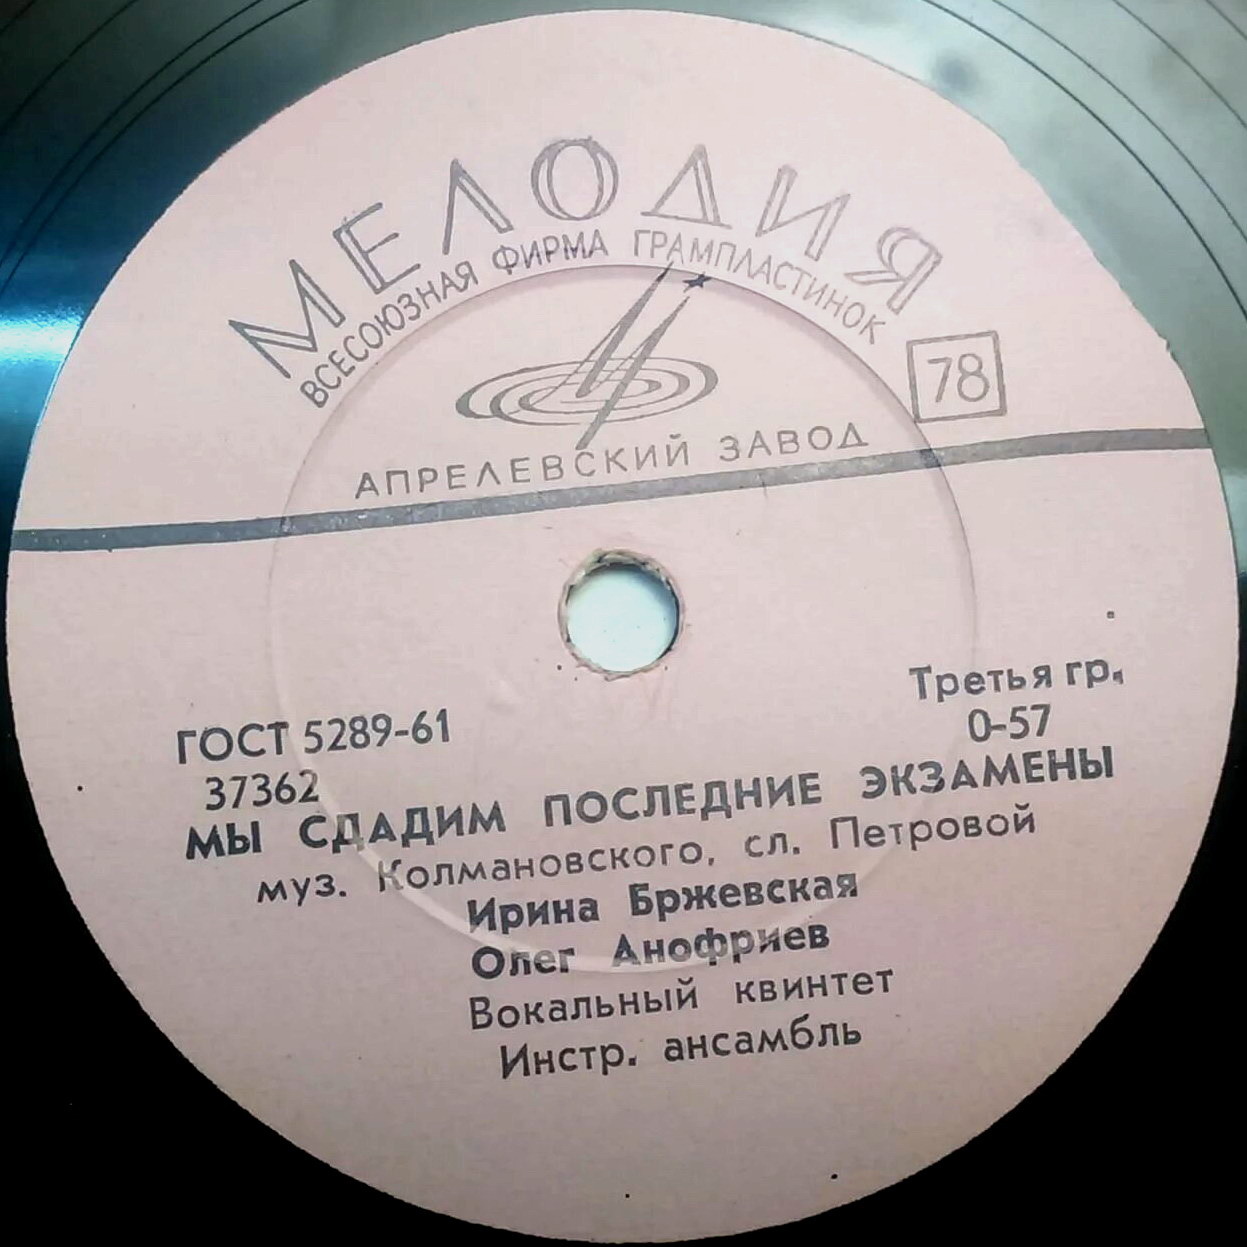 МЕЛОДИЯ
ВСЕСОЮЗНАЯ ФИРМА ГРАМПЛАСТИНОК
78
АПРЕЛЕВСКИЙ ЗАВОД
Третья гр.
ГОСТ 5289-61
0-57
37362
МЫ СДАДИМ ПОСЛЕДНИЕ ЭКЗАМЕНЫ
муз. Колмановского, сл. Петровой
Ирина Бржевская
Олег Анофриев
Вокальный квинтет
Инстр. ансамбль